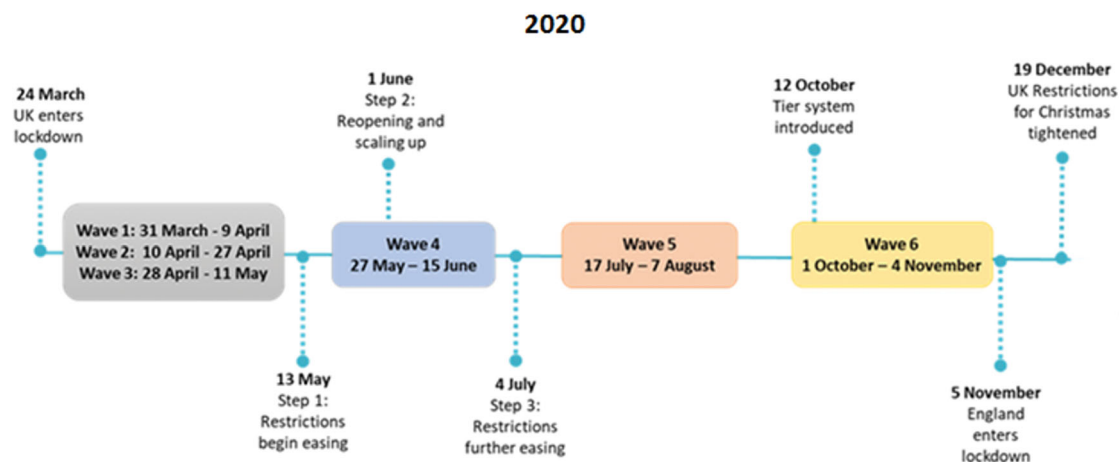 2020
24 March
UK enters
lockdown
1 June
Step 2:
Reopening and
scaling up
12 October
Tier system
introduced
19 December
UK Restrictions
for Christmas
tightened
Wave 1: 31 March - 9 April
Wave 2:  10 April - 27 April
Wave 3: 28 April - 11 May
Wave 4
27 May – 15 June
Wave 5
17 July – 7 August
Wave 6
1 October – 4 November
13 May
Step 1:
Restrictions
begin easing
4 July
Step 3:
Restrictions
further easing
5 November
England
enters
lockdown